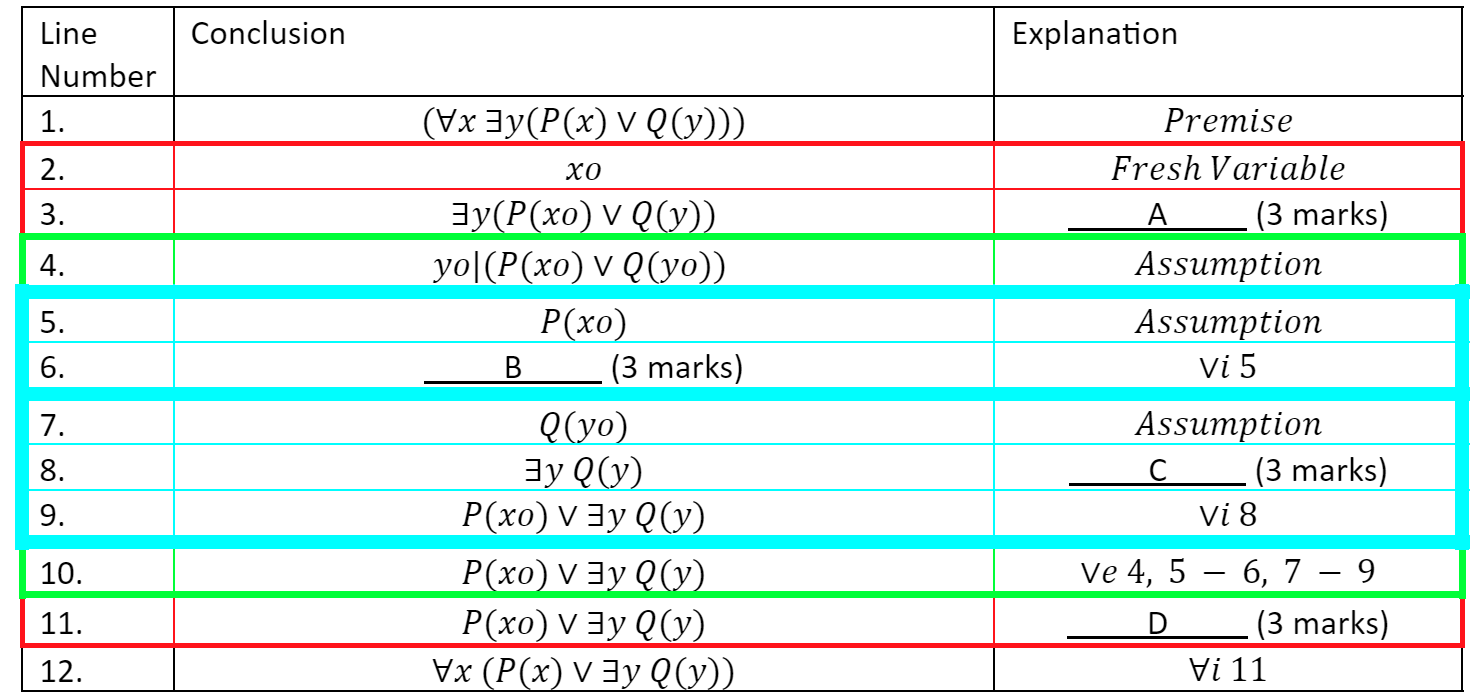 Line Number Conclusion Explanation
1. (∀x ∃y(P(x) ∨ Q(y))) Premise
2. xo Fresh Variable
3. ∃y(P(xo) ∨ Q(y)) A (3 marks)
4. yo|(P(xo) ∨ Q(yo)) Assumption
5. P(xo) Assumption
6. B (3 marks) ∨i 5
7. Q(yo) Assumption
8. ∃y Q(y) C (3 marks)
9. P(xo) ∨ ∃y Q(y) ∨i 8
10. P(xo) ∨ ∃y Q(y) ∨e 4, 5 − 6, 7 − 9
11. P(xo) ∨ ∃y Q(y) D (3 marks)
12. ∀x (P(x) ∨ ∃y Q(y)) ∀i 11